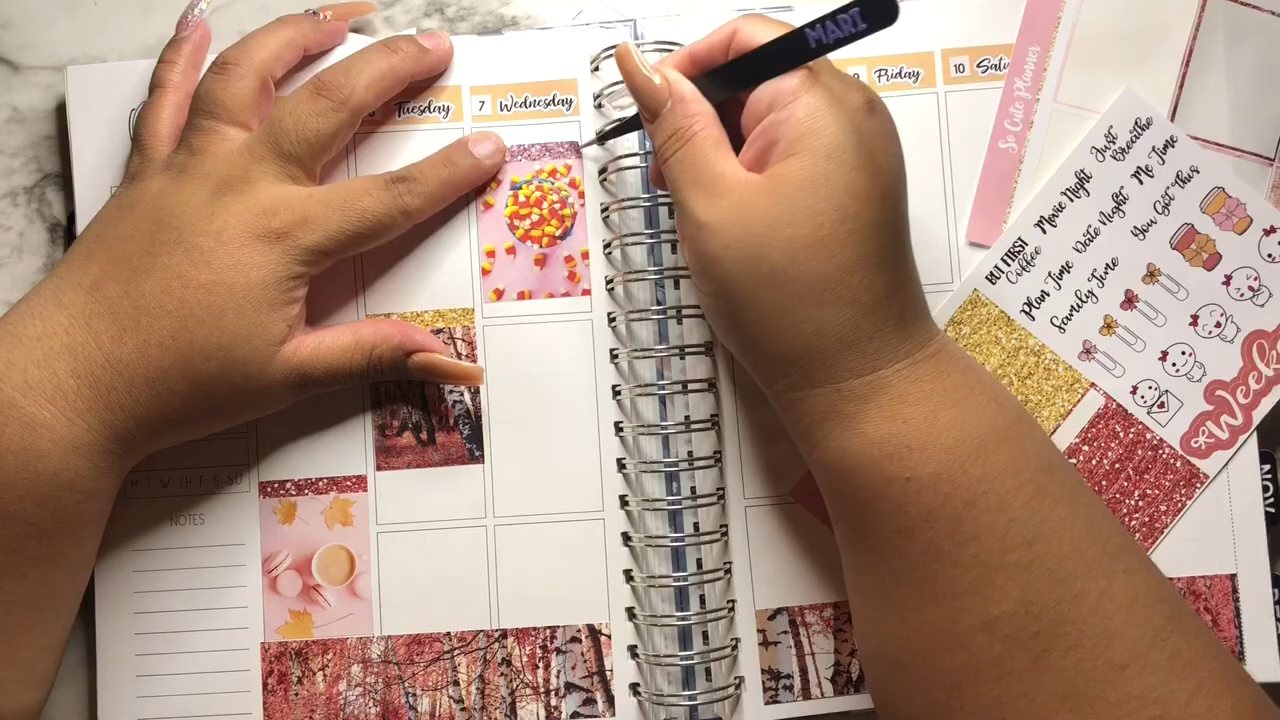 Tuesday
7 Wednesday
Friday
10 Satu
MARI
So Cute Planner
Just
Breathe
Movie Night
Me Time
BUT FIRST
Coffee
Date Night
You Got This
Plan Time
Family Time
Week
M T W TH F S SU
NOTES
NOV